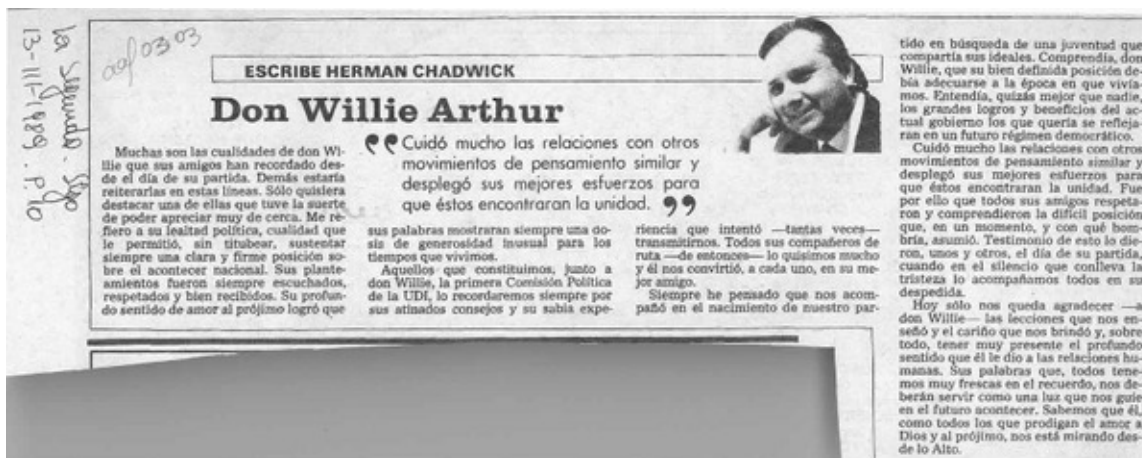 La Segunda. Stgo
13-III-1989. P. 10
aaf 0303
ESCRIBE HERMAN CHADWICK
Don Willie Arthur
❟❟ Cuidó mucho las relaciones con otros
movimientos de pensamiento similar y
desplegó sus mejores esfuerzos para
que éstos encontraran la unidad. ❟❟
Muchas son las cualidades de don Wi-
llie que sus amigos han recordado des-
de el día de su partida. Demás estaría
reiterarlas en estas líneas. Sólo quisiera
destacar una de ellas que tuve la suerte
de poder apreciar muy de cerca. Me re-
fiero a su lealtad política, cualidad que
le permitió, sin titubear, sustentar
siempre una clara y firme posición so-
bre el acontecer nacional. Sus plante-
amientos fueron siempre escuchados,
respetados y bien recibidos. Su profun-
do sentido de amor al prójimo logró que
sus palabras mostraran siempre una do-
sis de generosidad inusual para los
tiempos que vivimos.
Aquellos que constituimos, junto a
don Willie, la primera Comisión Política
de la UDI, lo recordaremos siempre por
sus atinados consejos y su sabia expe-
riencia que intentó —tantas veces—
transmitirnos. Todos sus compañeros de
ruta —de entonces— lo quisimos mucho
y él nos convirtió, a cada uno, en su me-
jor amigo.
Siempre he pensado que nos acom-
pañó en el nacimiento de nuestro par-
tido en búsqueda de una juventud que
compartía sus ideales. Comprendía, don
Willie, que su bien definida posición de-
bía adecuarse a la época en que vivía-
mos. Entendía, quizás mejor que nadie,
los grandes logros y beneficios del ac-
tual gobierno los que quería se refleja-
ran en un futuro régimen democrático.
Cuidó mucho las relaciones con otros
movimientos de pensamiento similar y
desplegó sus mejores esfuerzos para
que éstos encontraran la unidad. Fue
por ello que todos sus amigos respeta-
ron y comprendieron la difícil posición
que, en un momento, y con qué hom-
bría, asumió. Testimonio de esto lo die-
ron, unos y otros, el día de su partida,
cuando en el silencio que conlleva la
tristeza lo acompañamos todos en su
despedida.
Hoy sólo nos queda agradecer —a
don Willie— las lecciones que nos en-
señó y el cariño que nos brindó y, sobre
todo, tener muy presente el profundo
sentido que él le dio a las relaciones hu-
manas. Sus palabras que, todos tene-
mos muy frescas en el recuerdo, nos de-
berán servir como una luz que nos guíe
en el futuro acontecer. Sabemos que él,
como todos los que prodigan el amor a
Dios y al prójimo, nos está mirando des-
de lo Alto.